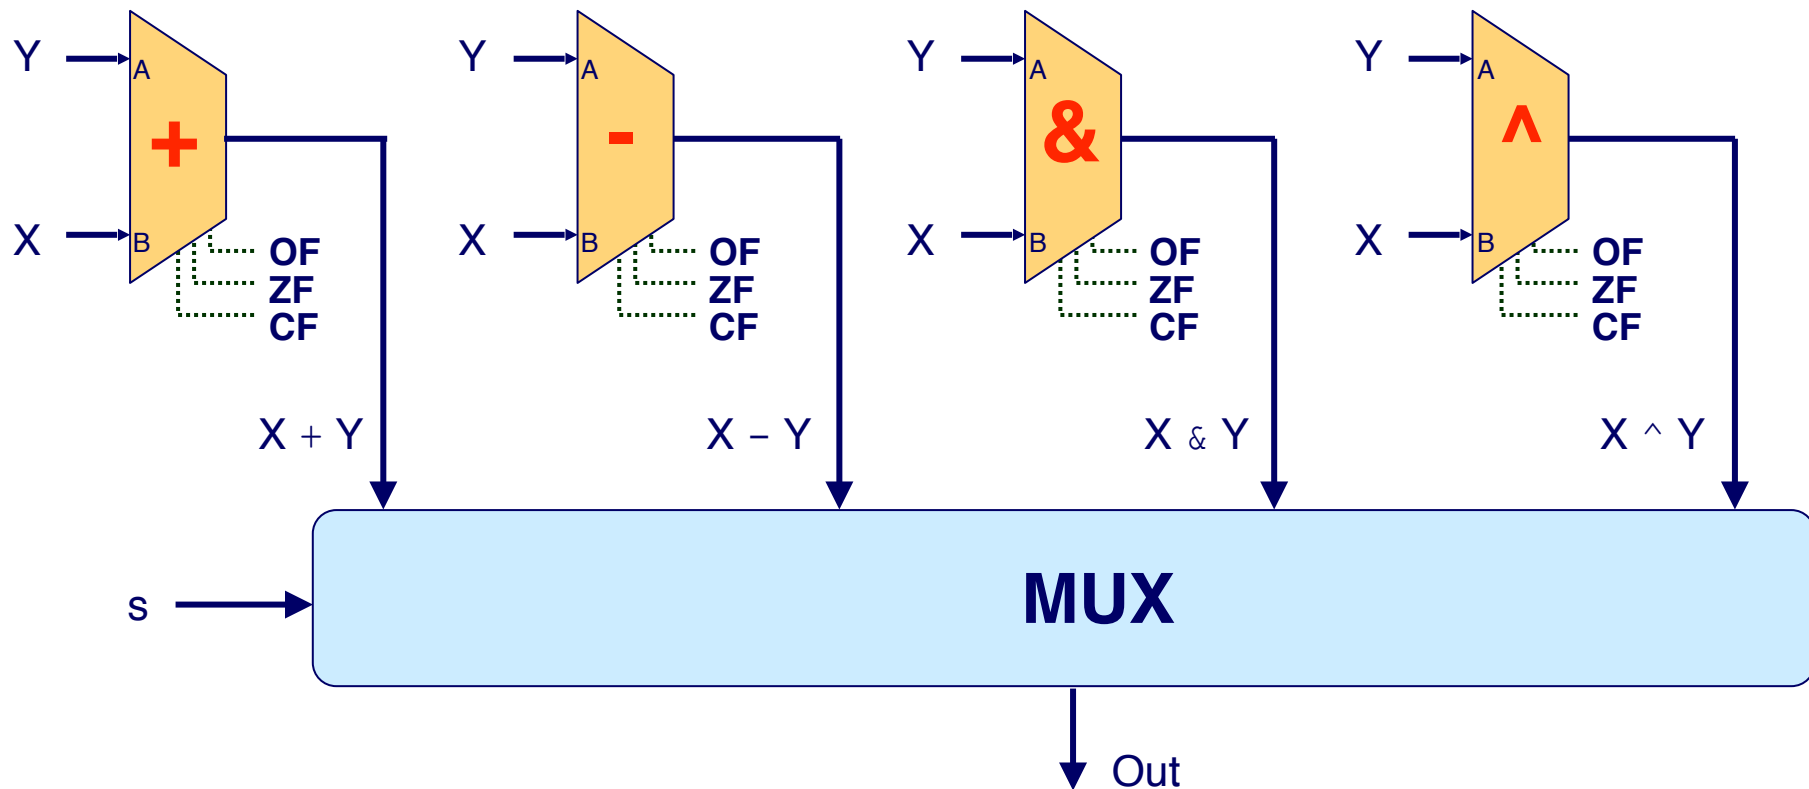 Y A Y A Y A Y A
+ - & ^
X B X B X B X B
OF OF OF OF
ZF ZF ZF ZF
CF CF CF CF
X + Y X - Y X & Y X ^ Y
s MUX
Out